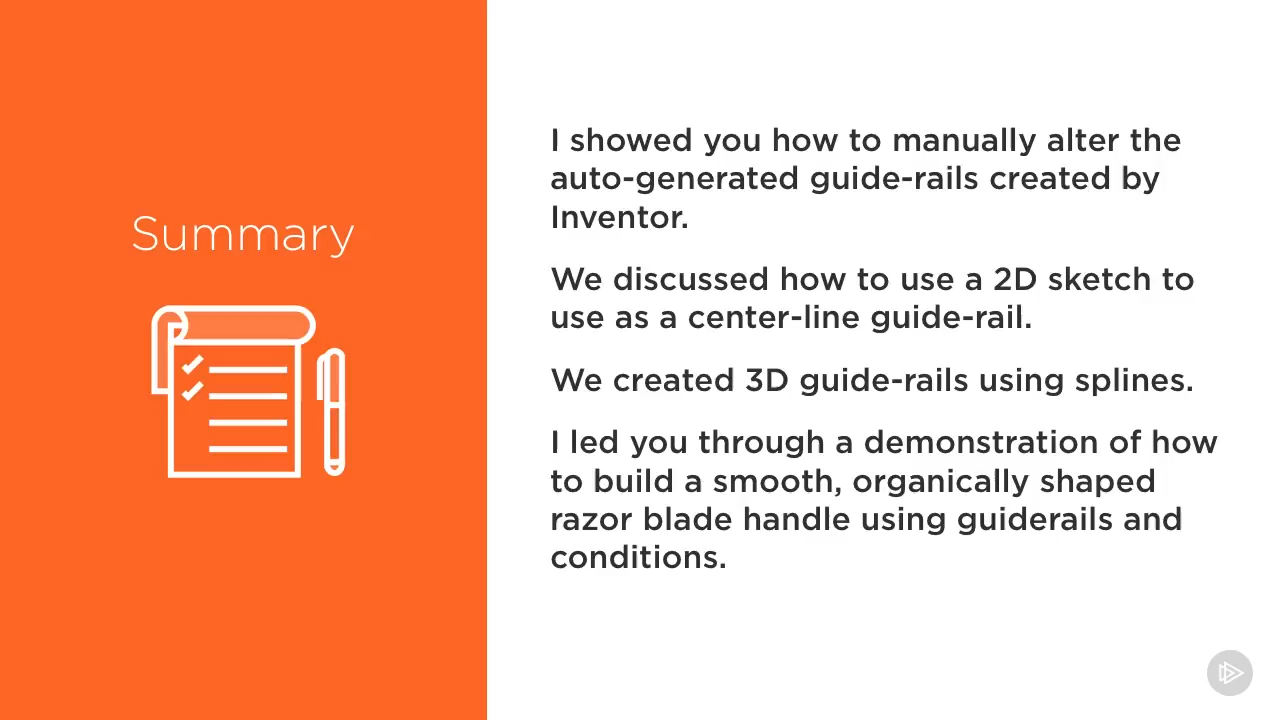 Summary
I showed you how to manually alter the
auto-generated guide-rails created by
Inventor.
We discussed how to use a 2D sketch to
use as a center-line guide-rail.
We created 3D guide-rails using splines.
I led you through a demonstration of how
to build a smooth, organically shaped
razor blade handle using guiderails and
conditions.